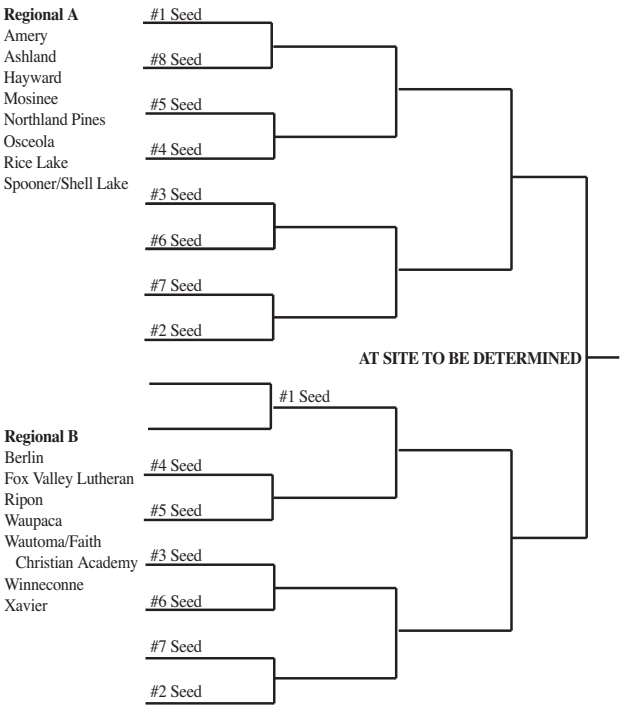 Regional A
Amery
Ashland
Hayward
Mosinee
Northland Pines
Osceola
Rice Lake
Spooner/Shell Lake
#1 Seed
#8 Seed
#5 Seed
#4 Seed
#3 Seed
#6 Seed
#7 Seed
#2 Seed
AT SITE TO BE DETERMINED
#1 Seed
Regional B
Berlin
Fox Valley Lutheran
Ripon
Waupaca
Wautoma/Faith
Christian Academy
Winneconne
Xavier
#4 Seed
#5 Seed
#3 Seed
#6 Seed
#7 Seed
#2 Seed